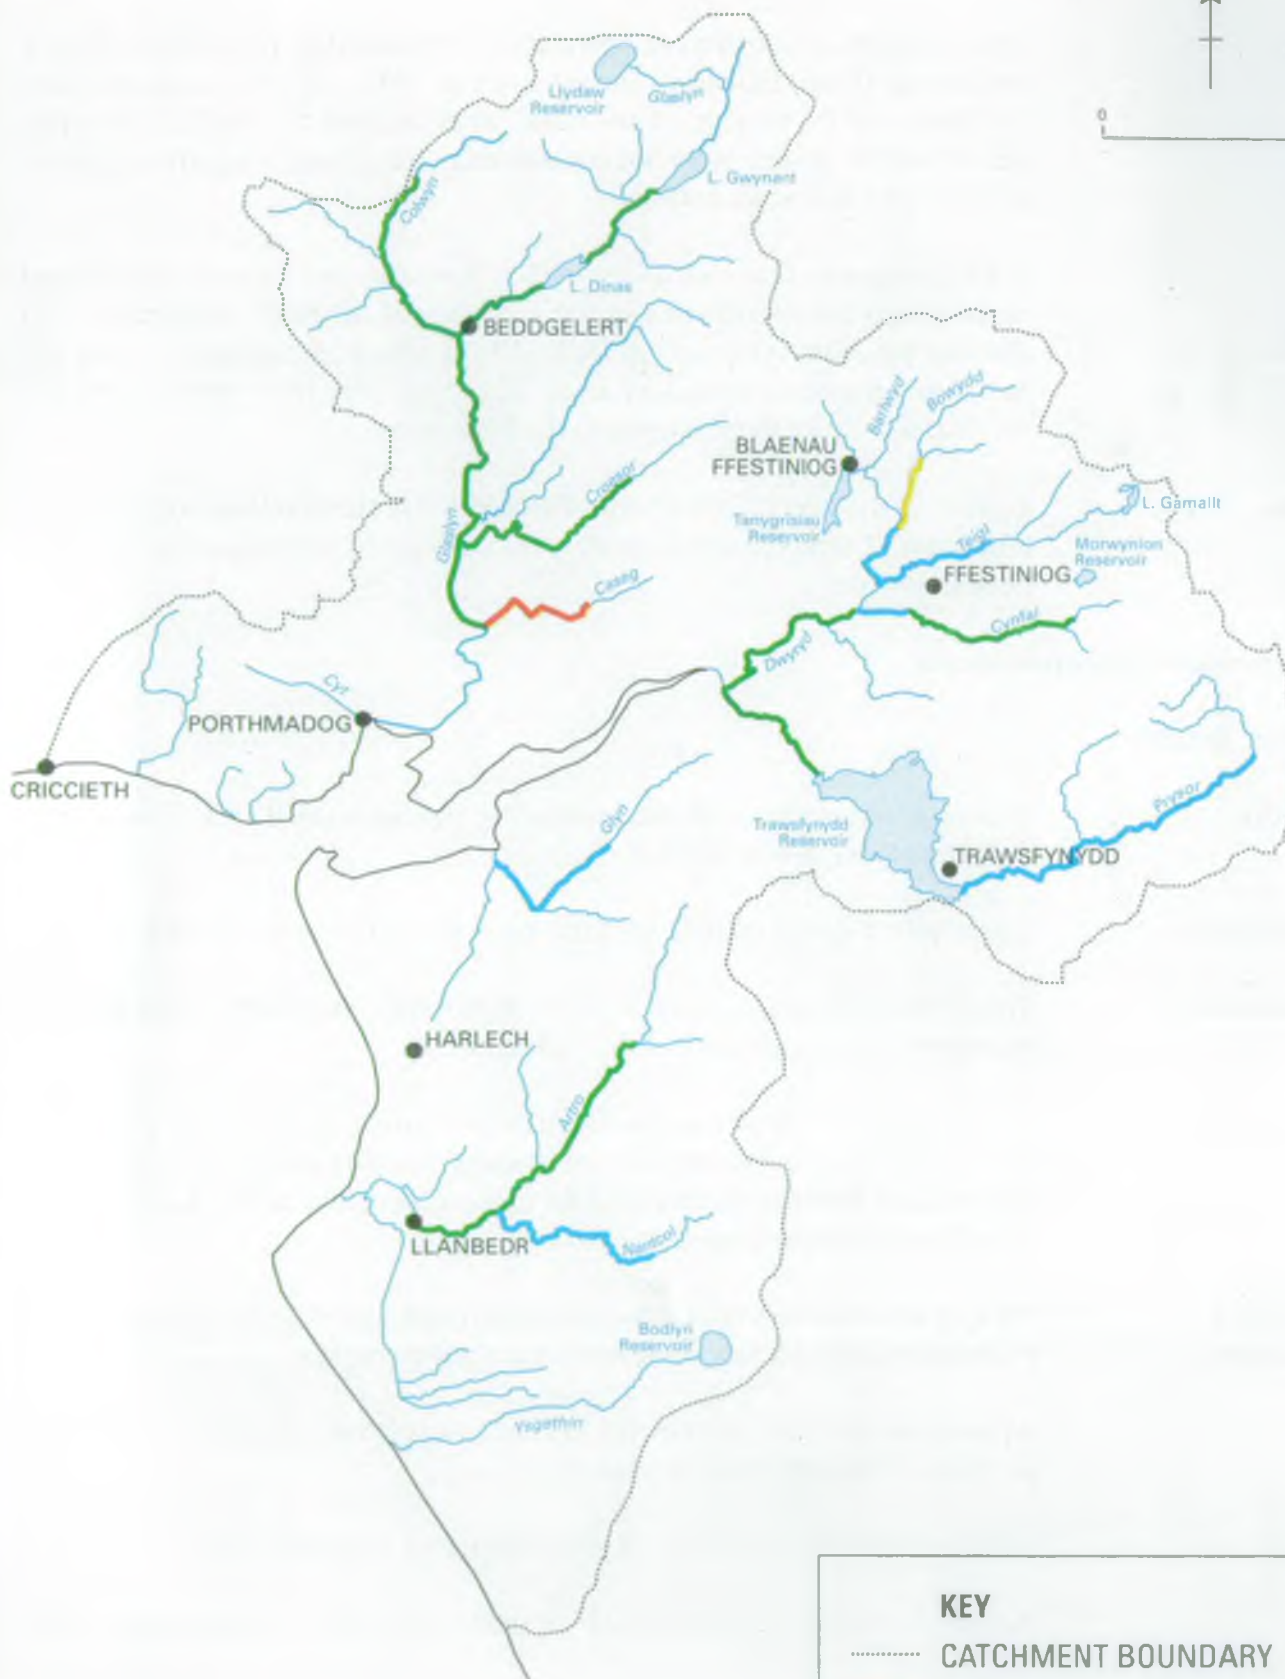 0
Llydaw
Reservoir
Glaslyn
L. Gwynant
Colwyn
L. Dinas
BEDDGELERT
Barlwyd
Bowydd
BLAENAU
FFESTINIOG
Croesor
L. Gamallt
Tanygrisiau
Reservoir
Glaslyn
Teigl
Morwynion
Reservoir
FFESTINIOG
Caseg
Cynfal
Dwyryd
Cyt
PORTHMADOG
CRICCIETH
Prysor
Glyn
Trawsfynydd
Reservoir
TRAWSFYNYDD
HARLECH
Artro
LLANBEDR
Nantcol
Bodlyn
Reservoir
Ysgethin
KEY
CATCHMENT BOUNDARY